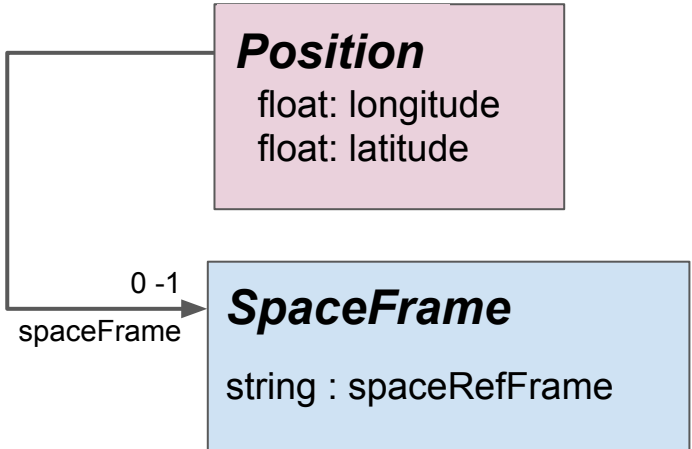 Position
float: longitude
float: latitude
0 -1
spaceFrame
SpaceFrame
string : spaceRefFrame